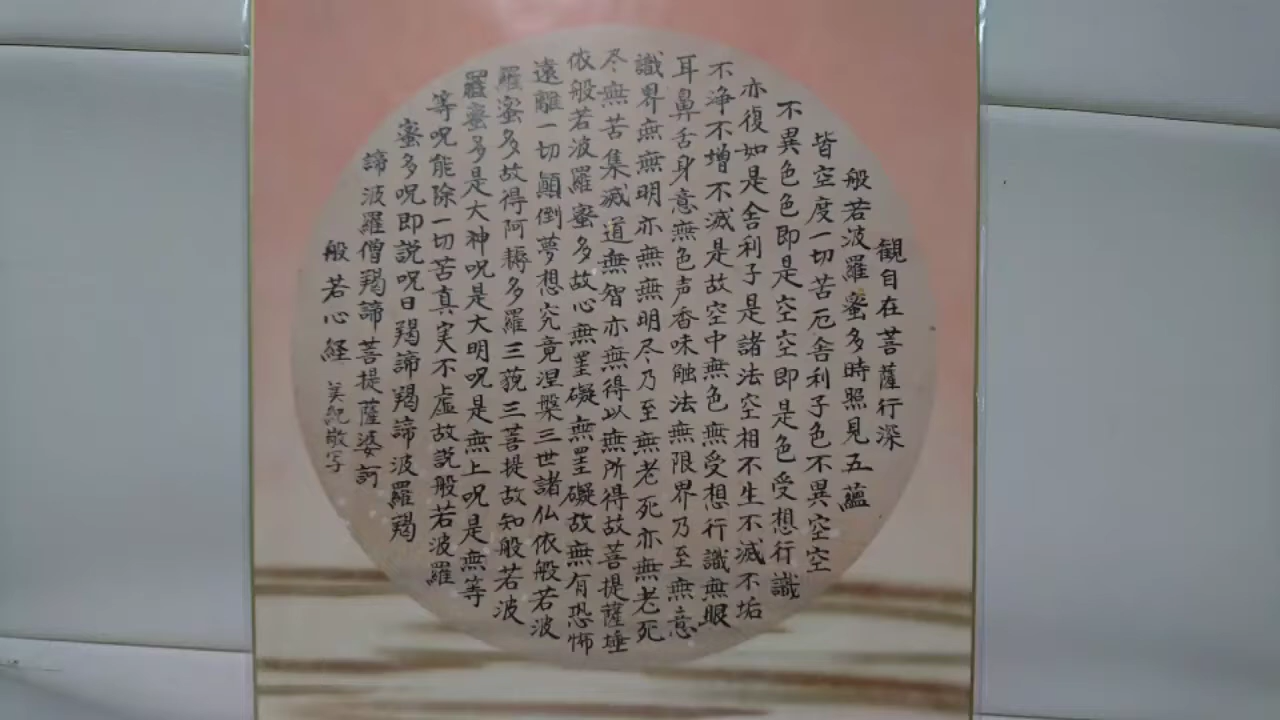 観自在菩薩行深
般若波羅蜜多時照見五蘊
皆空度一切苦厄舎利子色不異空空
不異色色即是空空即是色受想行識
亦復如是舎利子是諸法空相不生不滅不垢
不浄不増不滅是故空中無色無受想行識無眼
耳鼻舌身意無色声香味触法無限界乃至無意
識界無無明亦無無明尽乃至無老死亦無老死
尽無苦集滅道無智亦無得以無所得故菩提薩埵
依般若波羅蜜多故心無罣礙無罣礙故無有恐怖
遠離一切顛倒夢想究竟涅槃三世諸仏依般若波
羅蜜多故得阿耨多羅三藐三菩提故知般若波
羅蜜多是大神呪是大明呪是無上呪是無等
等呪能除一切苦真実不虚故説般若波羅
蜜多呪即説呪曰羯諦羯諦波羅羯
諦波羅僧羯諦菩提薩婆訶
般若心経 美紀敬写